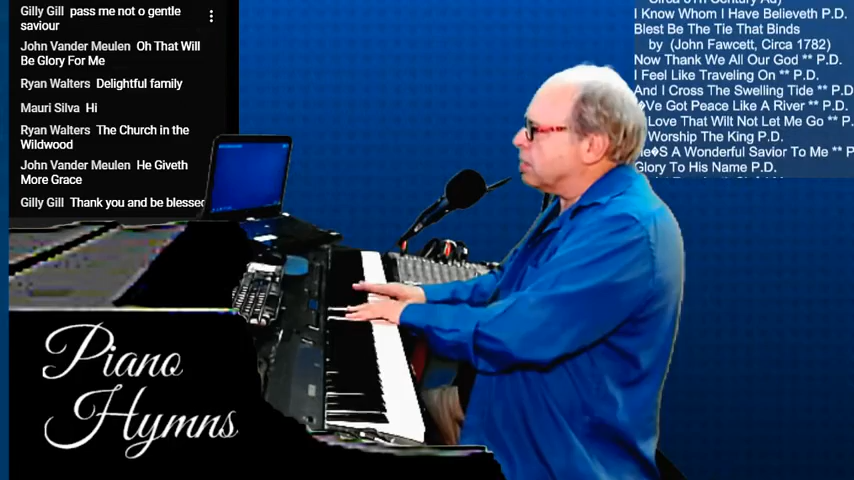 Gilly Gill pass me not o gentle
saviour
John Vander Meulen Oh That Will
Be Glory For Me
Ryan Walters Delightful family
Mauri Silva Hi
Ryan Walters The Church in the
Wildwood
John Vander Meulen He Giveth
More Grace
Gilly Gill Thank you and be blessed
I Know Whom I Have Believeth P.D.
Blest Be The Tie That Binds
by (John Fawcett, Circa 1782)
Now Thank We All Our God ** P.D.
I Feel Like Traveling On ** P.D.
And I Cross The Swelling Tide ** P.D
�Ve Got Peace Like A River ** P.D.
Love That Wilt Not Let Me Go ** P.
Worship The King P.D.
He�S A Wonderful Savior To Me ** P
Glory To His Name P.D.
Piano
Hymns